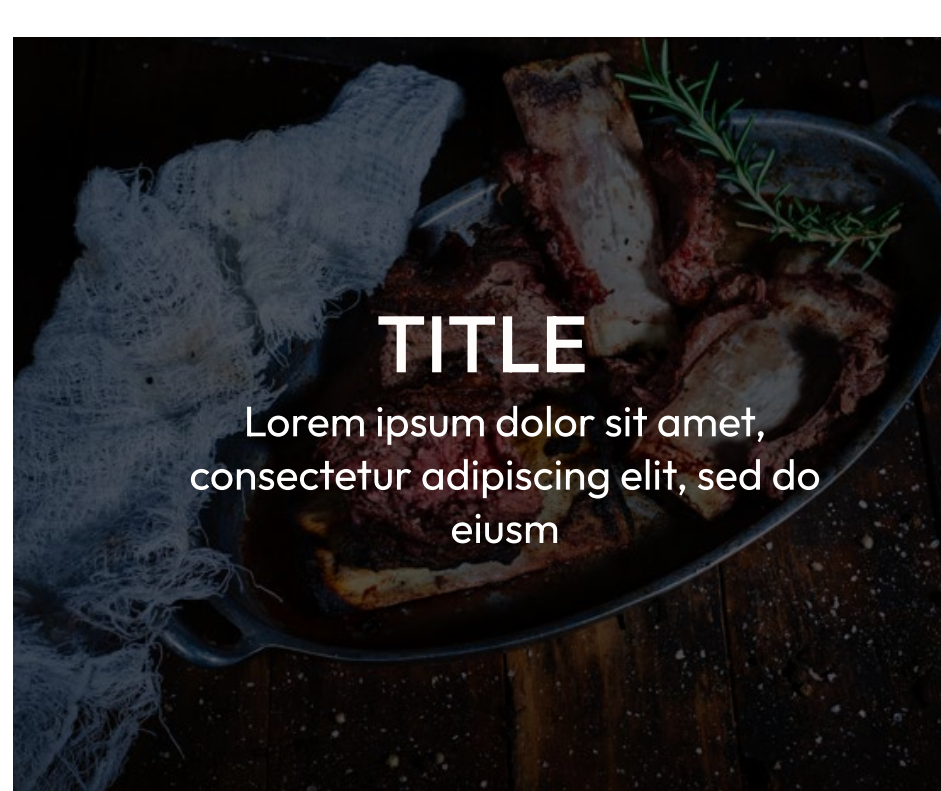 TITLE
Lorem ipsum dolor sit amet,
consectetur adipiscing elit, sed do
eiusm